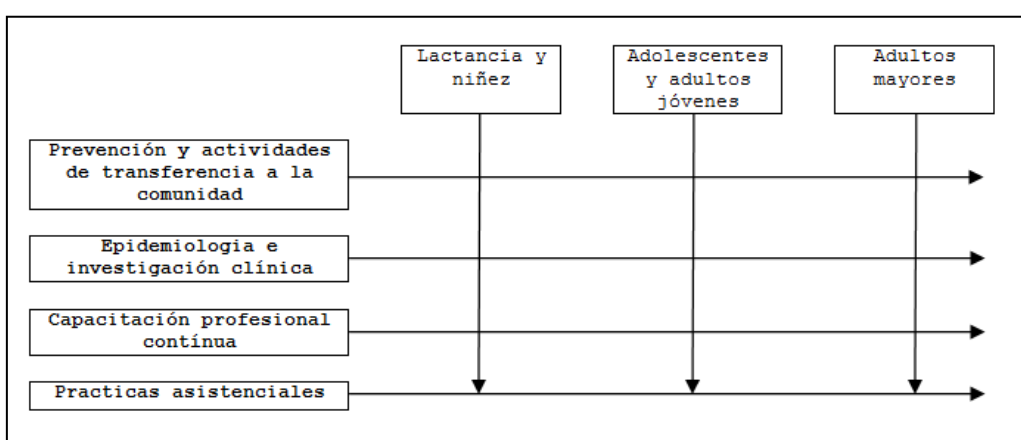 Lactancia y
niñez
Adolescentes
y adultos
jóvenes
Adultos
mayores
Prevención y actividades
de transferencia a la
comunidad
Epidemiologia e
investigación clínica
Capacitación profesional
contínua
Practicas asistenciales